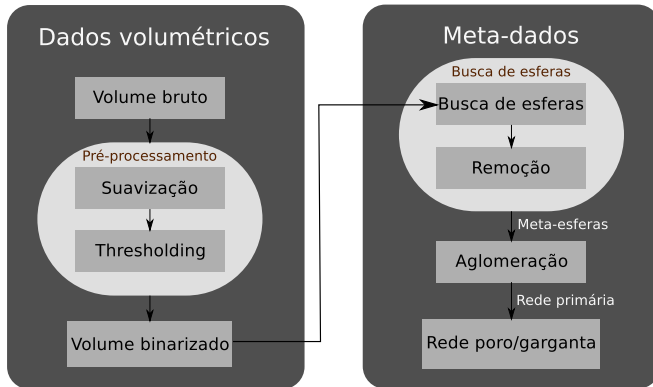 Dados volumétricos
Volume bruto
Pré-processamento
Suavização
Thresholding
Volume binarizado
Meta-dados
Busca de esferas
Busca de esferas
Remoção
Meta-esferas
Aglomeração
Rede primária
Rede poro/garganta